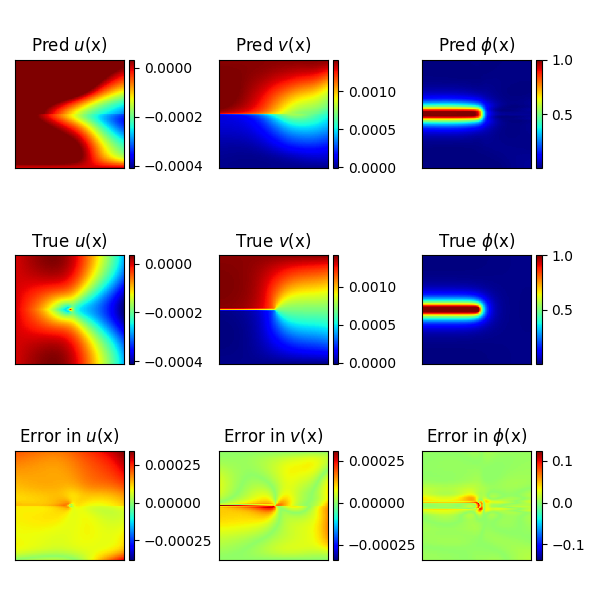 Pred u(x)
Pred v(x)
Pred ϕ(x)
0.0000
−0.0002
−0.0004
0.0010
0.0005
0.0000
1.0
0.5
True u(x)
True v(x)
True ϕ(x)
0.0000
−0.0002
−0.0004
0.0010
0.0005
0.0000
1.0
0.5
Error in u(x)
Error in v(x)
Error in ϕ(x)
0.00025
0.00000
−0.00025
0.00025
0.00000
−0.00025
0.1
0.0
−0.1